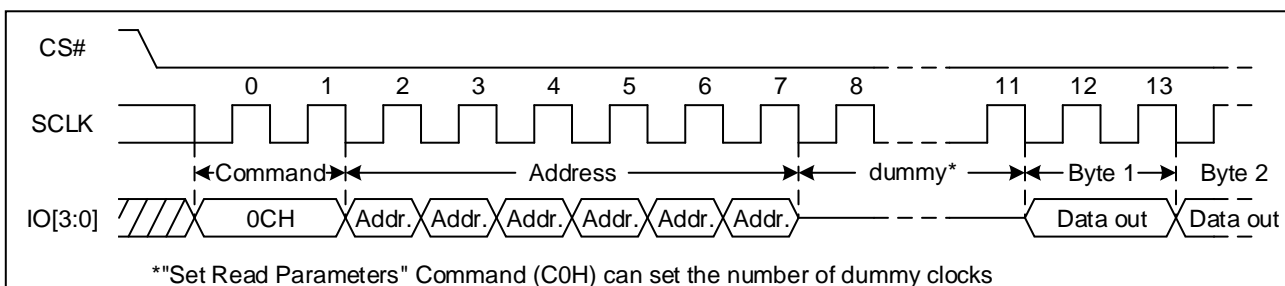 CS#
0 1 2 3 4 5 6 7 8 11 12 13
SCLK
Command Address dummy* Byte 1 Byte 2
IO[3:0] 0CH Addr. Addr. Addr. Addr. Addr. Addr. Data out Data out
*"Set Read Parameters" Command (C0H) can set the number of dummy clocks